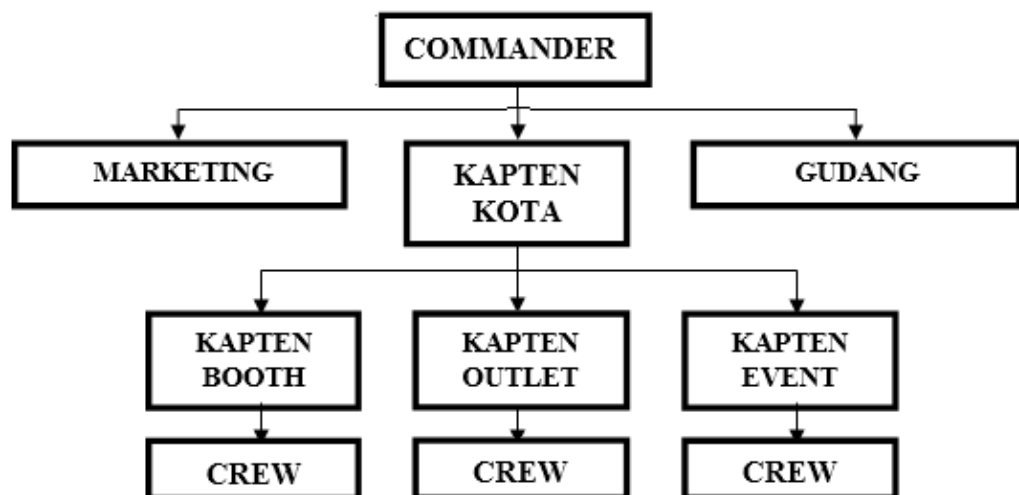 COMMANDER
MARKETING
KAPTEN
KOTA
GUDANG
KAPTEN
BOOTH
KAPTEN
OUTLET
KAPTEN
EVENT
CREW
CREW
CREW